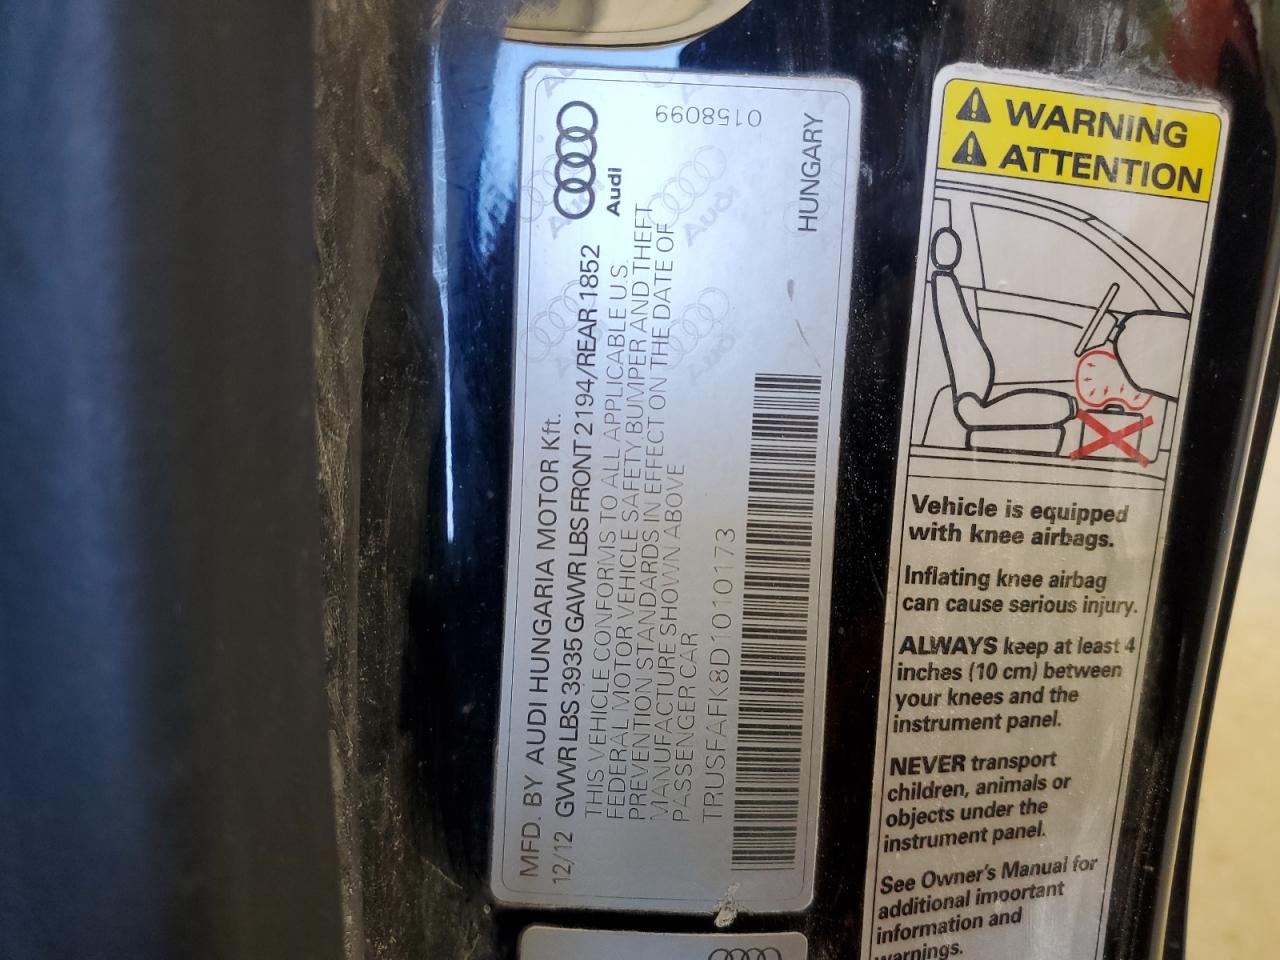 0158099
Audi
MFD. BY AUDI HUNGARIA MOTOR Kft.
12/12 GWWR LBS 3935 GAWR LBS FRONT 2194/REAR 1852
THIS VEHICLE CONFORMS TO ALL APPLICABLE U.S.
FEDERAL MOTOR VEHICLE SAFETY, BUMPER AND THEFT
PREVENTION STANDARDS IN EFFECT ON THE DATE OF
MANUFACTURE SHOWN ABOVE
PASSENGER CAR
TRUSFAFK8D1010173
HUNGARY
WARNING
ATTENTION
Vehicle is equipped
with knee airbags.
Inflating knee airbag
can cause serious injury.
ALWAYS keep at least 4
inches (10 cm) between
your knees and the
instrument panel.
NEVER transport
children, animals or
objects under the
instrument panel.
See Owner's Manual for
additional important
information and
warnings.